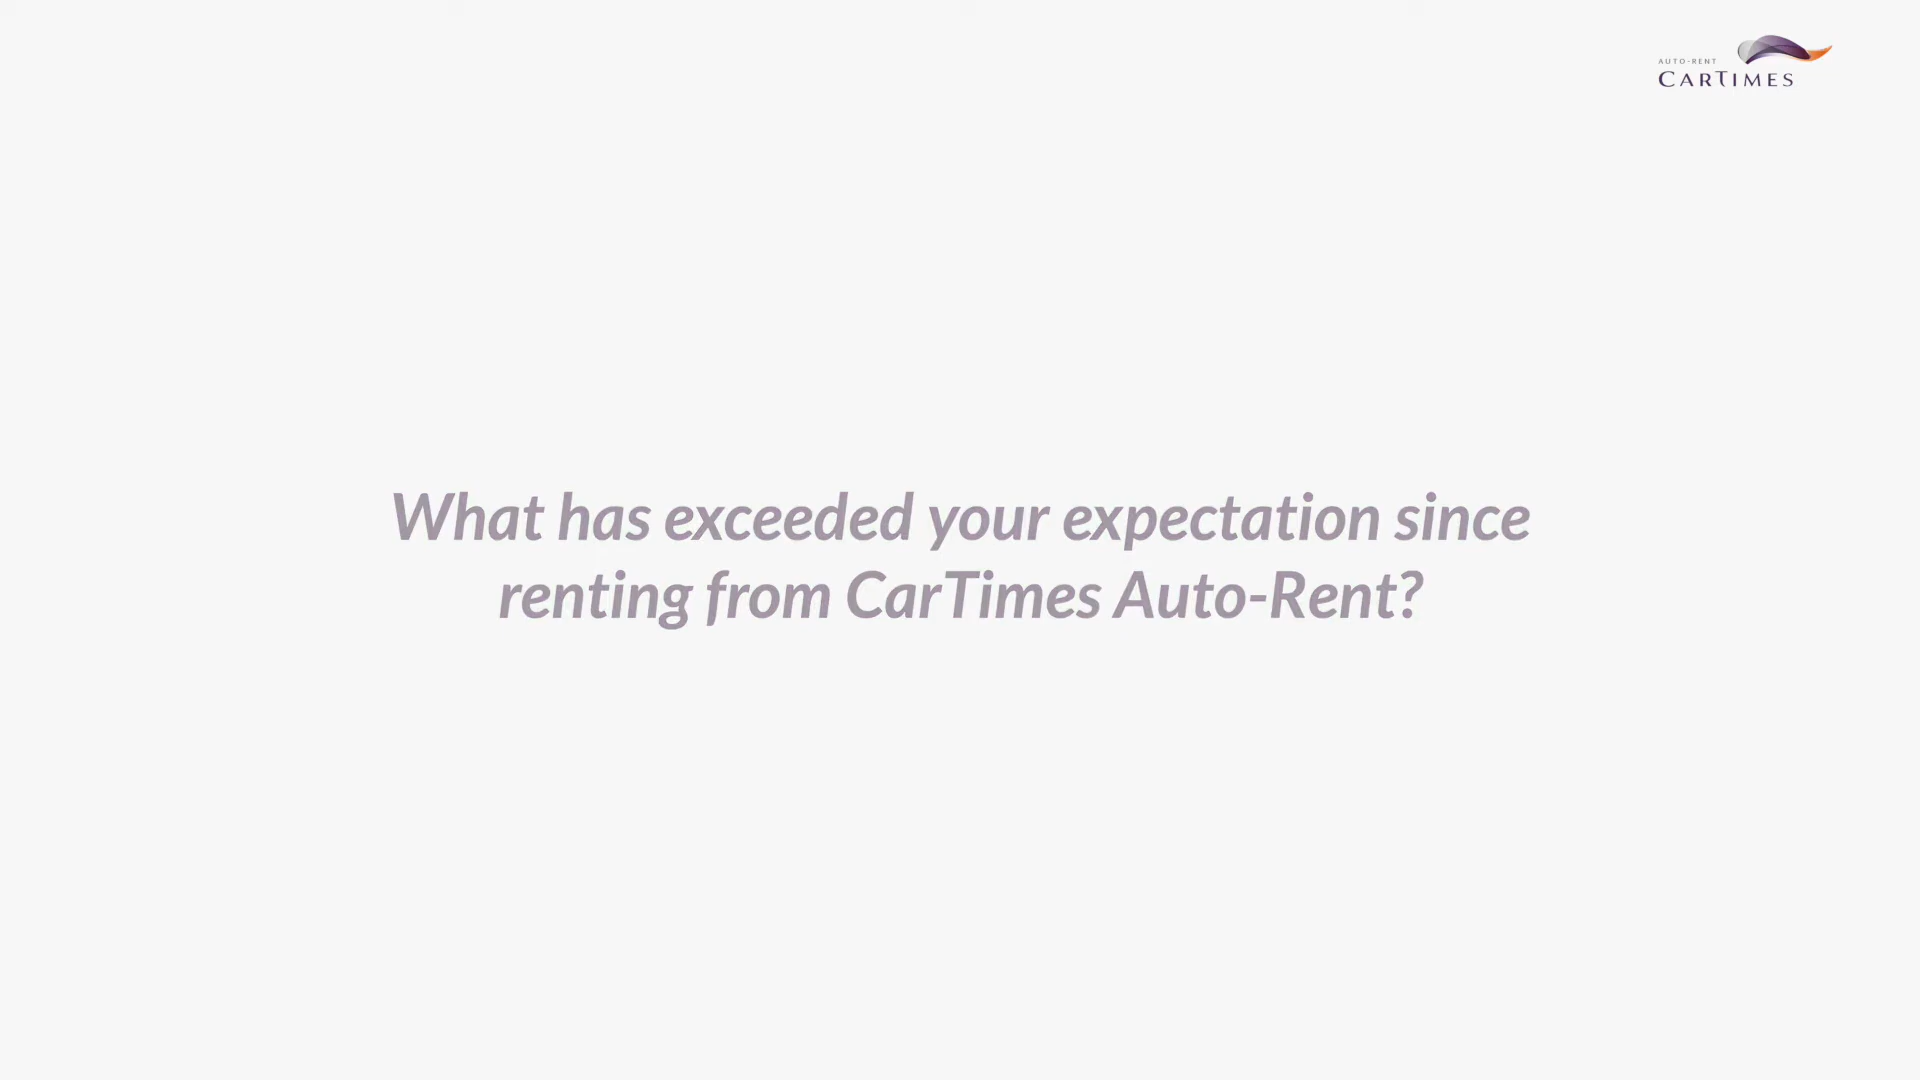 AUTO-RENT
CARTIMES
What has exceeded your expectation since
renting from CarTimes Auto-Rent?